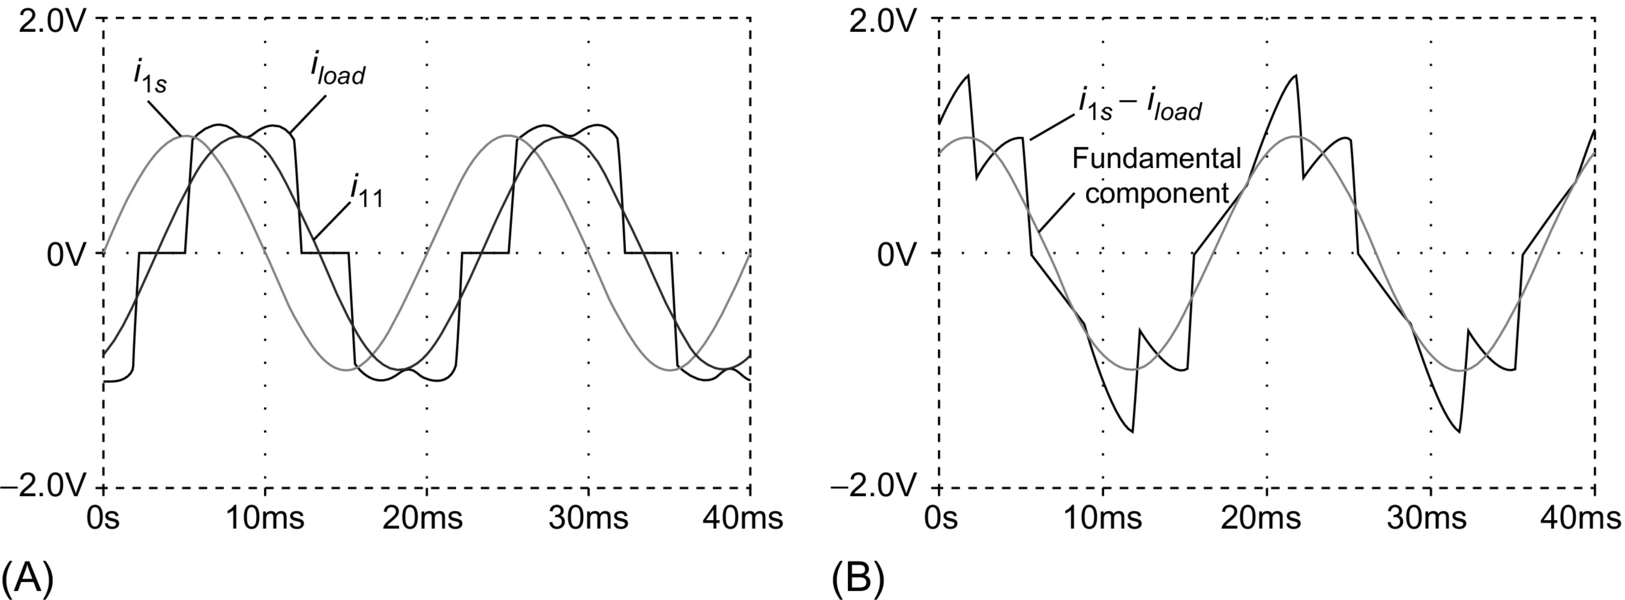 2.0V
i1s
iload
i11
0V
–2.0V
0s 10ms 20ms 30ms 40ms
(A)
2.0V
i1s – iload
Fundamental
component
0V
–2.0V
0s 10ms 20ms 30ms 40ms
(B)